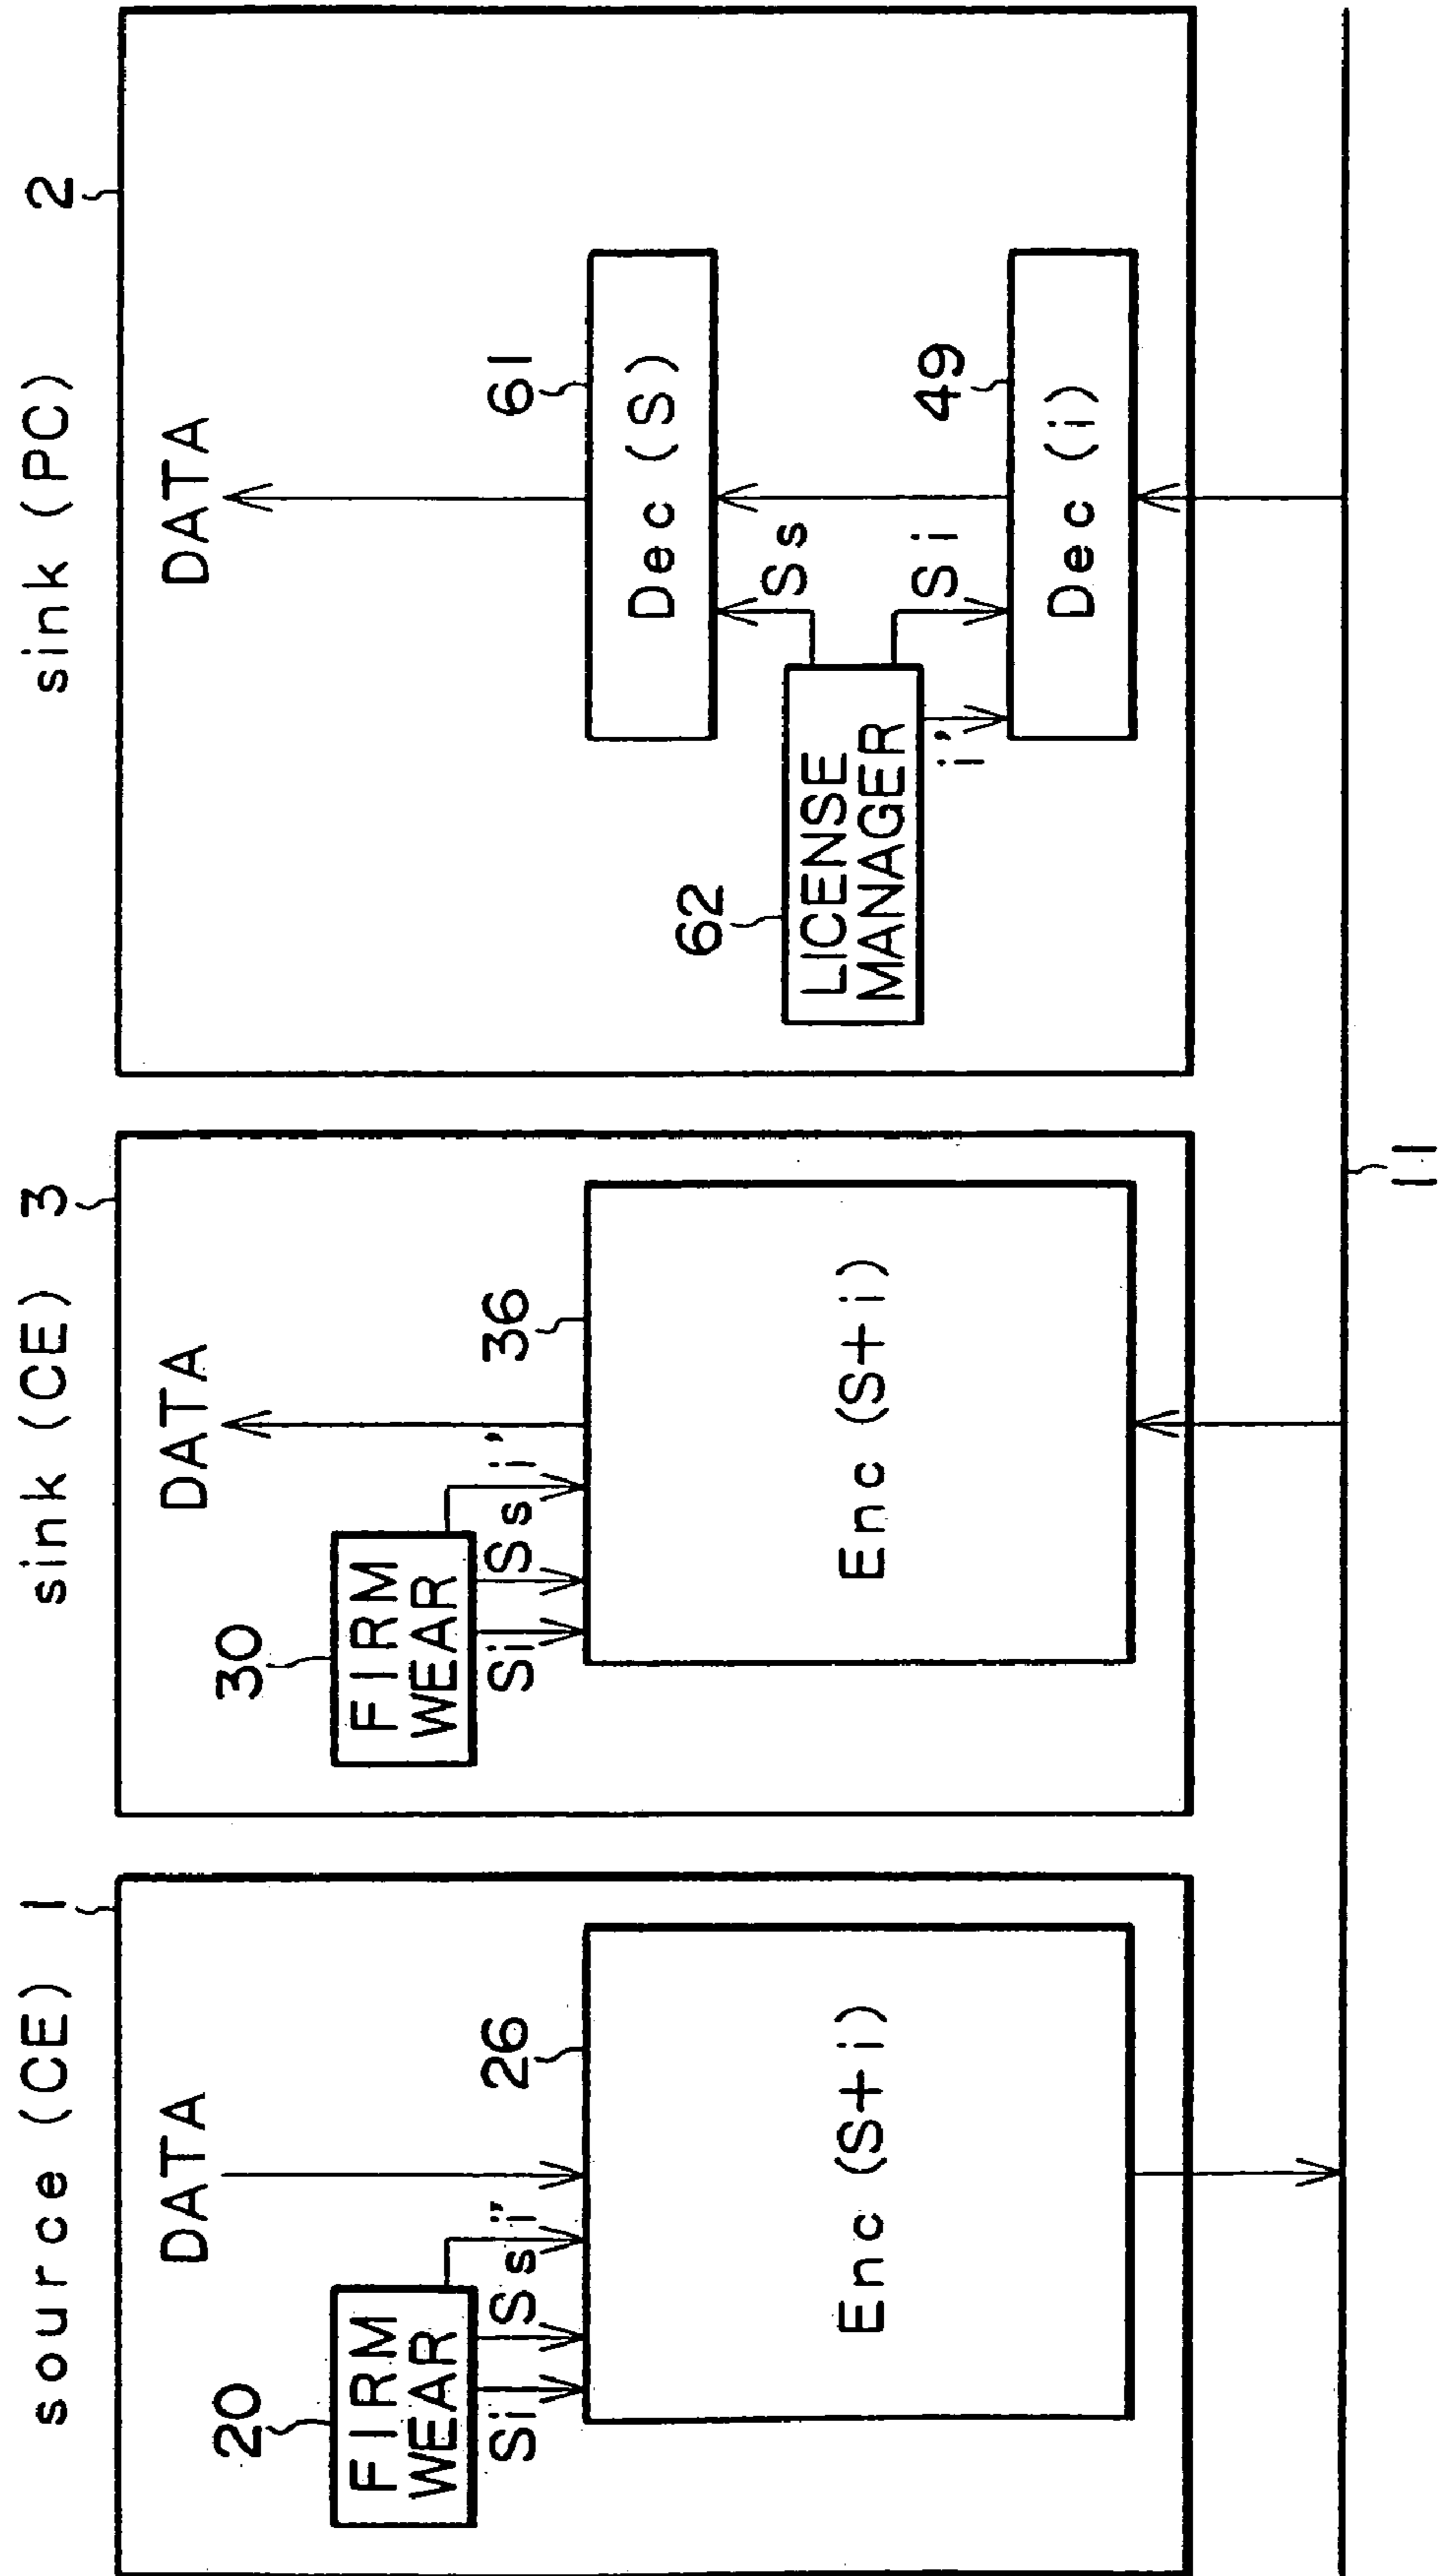 source (CE) 1
DATA
20
FIRM
WEAR
Si
Ss
i'
26
Enc (S+i)
sink (CE) 3
DATA
30
FIRM
WEAR
Si
Ss
i'
36
Enc (S+i)
sink (PC) 2
DATA
61
Dec (S)
Ss
62
LICENSE
MANAGER
Si
i'
49
Dec (i)
11